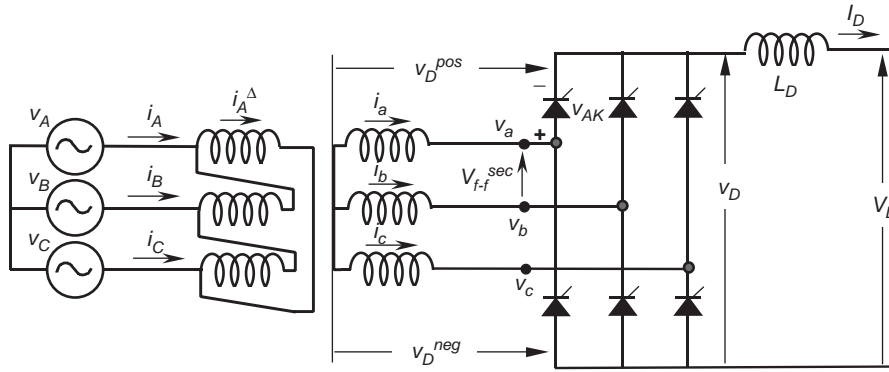 I_D
v_D^pos
L_D
i_A^Δ
i_A
v_A
i_a
v_a
+
–
v_AK
i_B
v_B
V_f-f^sec
i_b
v_b
v_D
V_D
i_C
v_C
i_c
v_c
v_D^neg